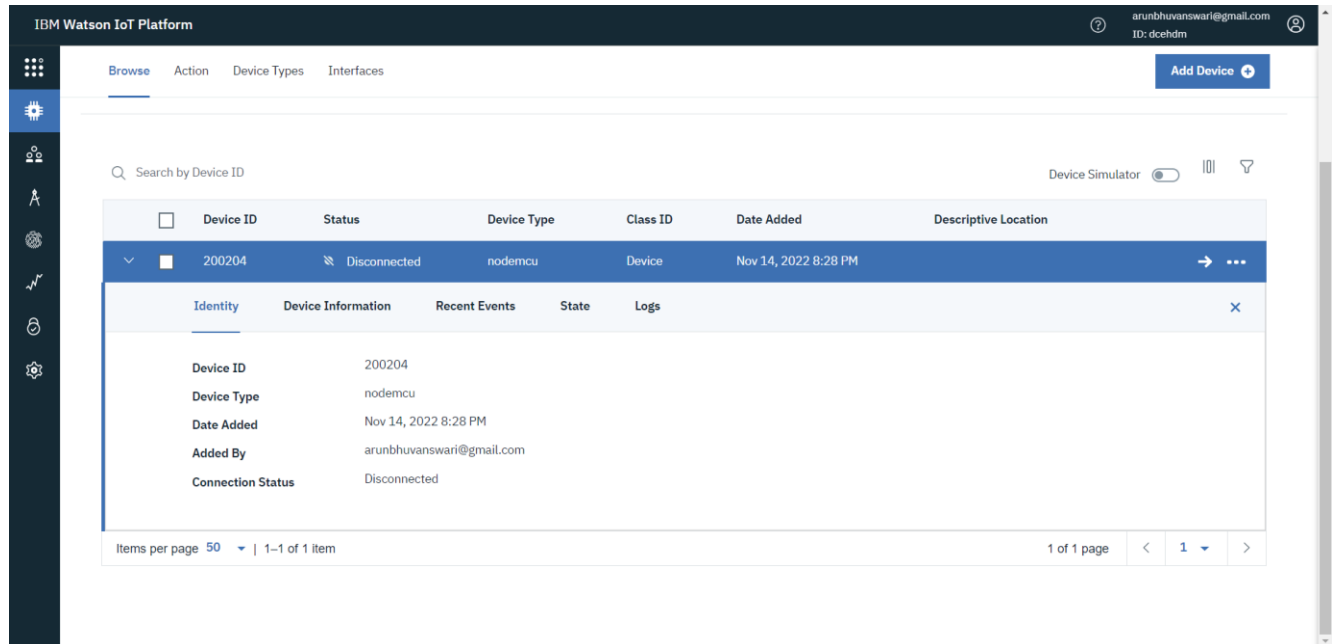 IBM Watson IoT Platform
arunbhuvanswari@gmail.com
ID: dcehdm
Browse Action Device Types Interfaces Add Device
Search by Device ID Device Simulator
Device ID Status Device Type Class ID Date Added Descriptive Location
200204 Disconnected nodemcu Device Nov 14, 2022 8:28 PM
Identity Device Information Recent Events State Logs
Device ID 200204
Device Type nodemcu
Date Added Nov 14, 2022 8:28 PM
Added By arunbhuvanswari@gmail.com
Connection Status Disconnected
Items per page 50 | 1–1 of 1 item 1 of 1 page 1